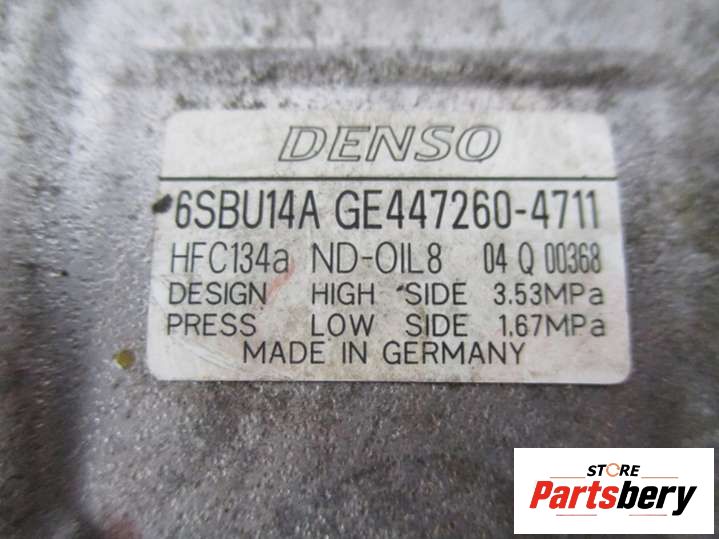 DENSO
6SBU14A GE447260-4711
HFC134a ND-OIL8 04 Q 00368
DESIGN HIGH SIDE 3.53MPa
PRESS LOW SIDE 1.67MPa
MADE IN GERMANY
STORE
Partsbery